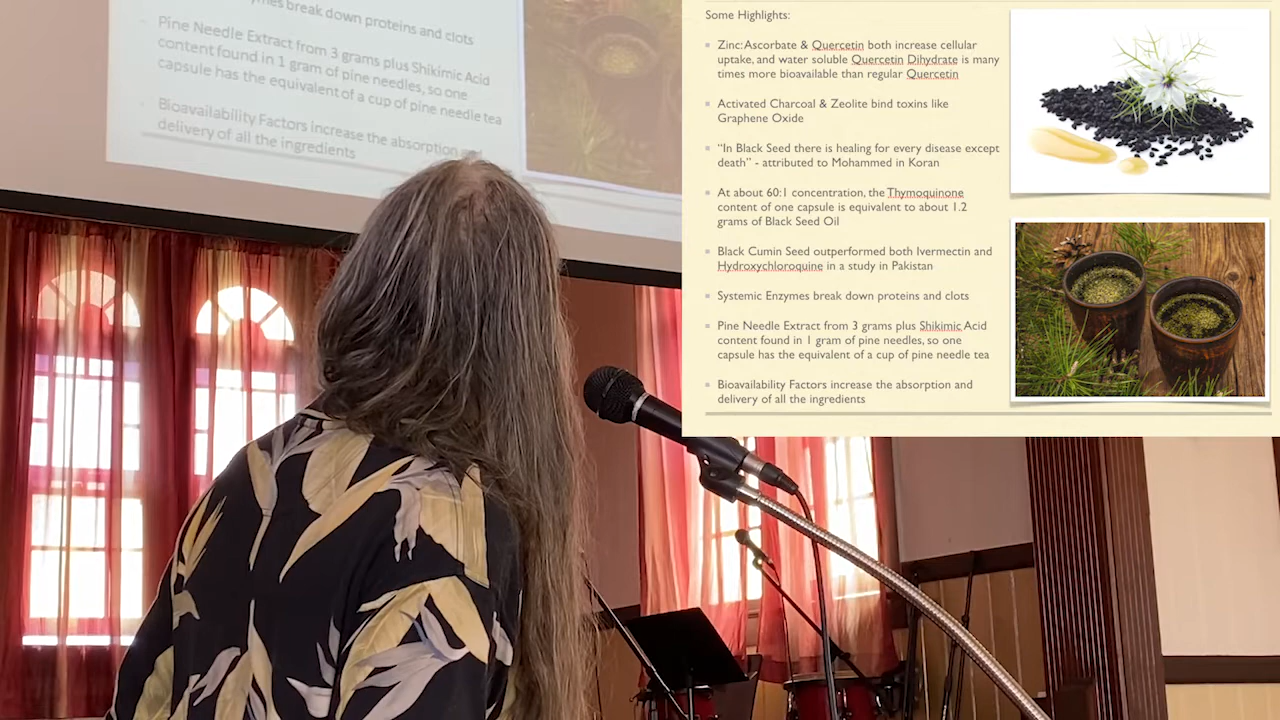 mes break down proteins and clots
Pine Needle Extract from 3 grams plus Shikimic Acid
content found in 1 gram of pine needles, so one
capsule has the equivalent of a cup of pine needle tea
Bioavailability Factors increase the absorption and
delivery of all the ingredients
Some Highlights:
Zinc: Ascorbate & Quercetin both increase cellular
uptake, and water soluble Quercetin Dihydrate is many
times more bioavailable than regular Quercetin
Activated Charcoal & Zeolite bind toxins like
Graphene Oxide
“In Black Seed there is healing for every disease except
death” - attributed to Mohammed in Koran
At about 60:1 concentration, the Thymoquinone
content of one capsule is equivalent to about 1.2
grams of Black Seed Oil
Black Cumin Seed outperformed both Ivermectin and
Hydroxychloroquine in a study in Pakistan
Systemic Enzymes break down proteins and clots
Pine Needle Extract from 3 grams plus Shikimic Acid
content found in 1 gram of pine needles, so one
capsule has the equivalent of a cup of pine needle tea
Bioavailability Factors increase the absorption and
delivery of all the ingredients